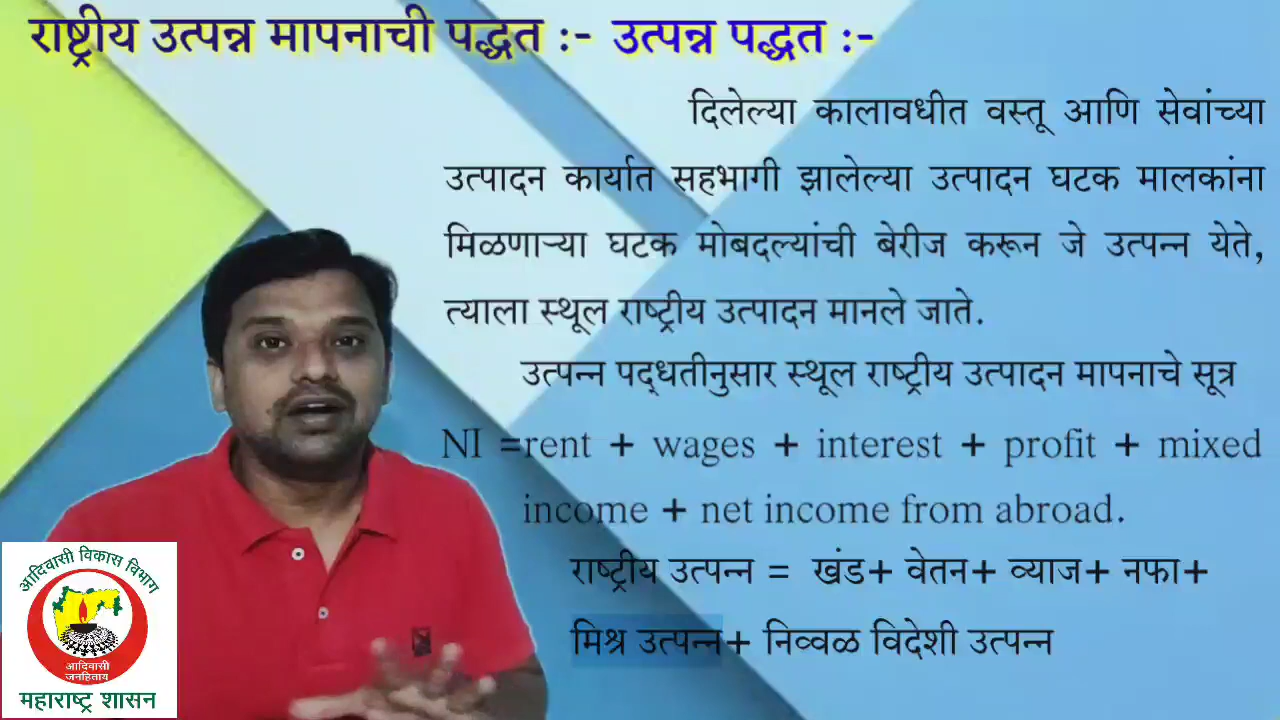 राष्ट्रीय उत्पन्न मापनाची पद्धत :- उत्पन्न पद्धत :-
दिलेल्या कालावधीत वस्तू आणि सेवांच्या
उत्पादन कार्यात सहभागी झालेल्या उत्पादन घटक मालकांना
मिळणाऱ्या घटक मोबदल्यांची बेरीज करून जे उत्पन्न येते,
त्याला स्थूल राष्ट्रीय उत्पादन मानले जाते.
उत्पन्न पद्धतीनुसार स्थूल राष्ट्रीय उत्पादन मापनाचे सूत्र
NI =rent + wages + interest + profit + mixed
income + net income from abroad.
राष्ट्रीय उत्पन्न = खंड+ वेतन+ व्याज+ नफा+
मिश्र उत्पन्न+ निव्वळ विदेशी उत्पन्न
आदिवासी विकास विभाग
आदिवासी
जनहिताय
महाराष्ट्र शासन